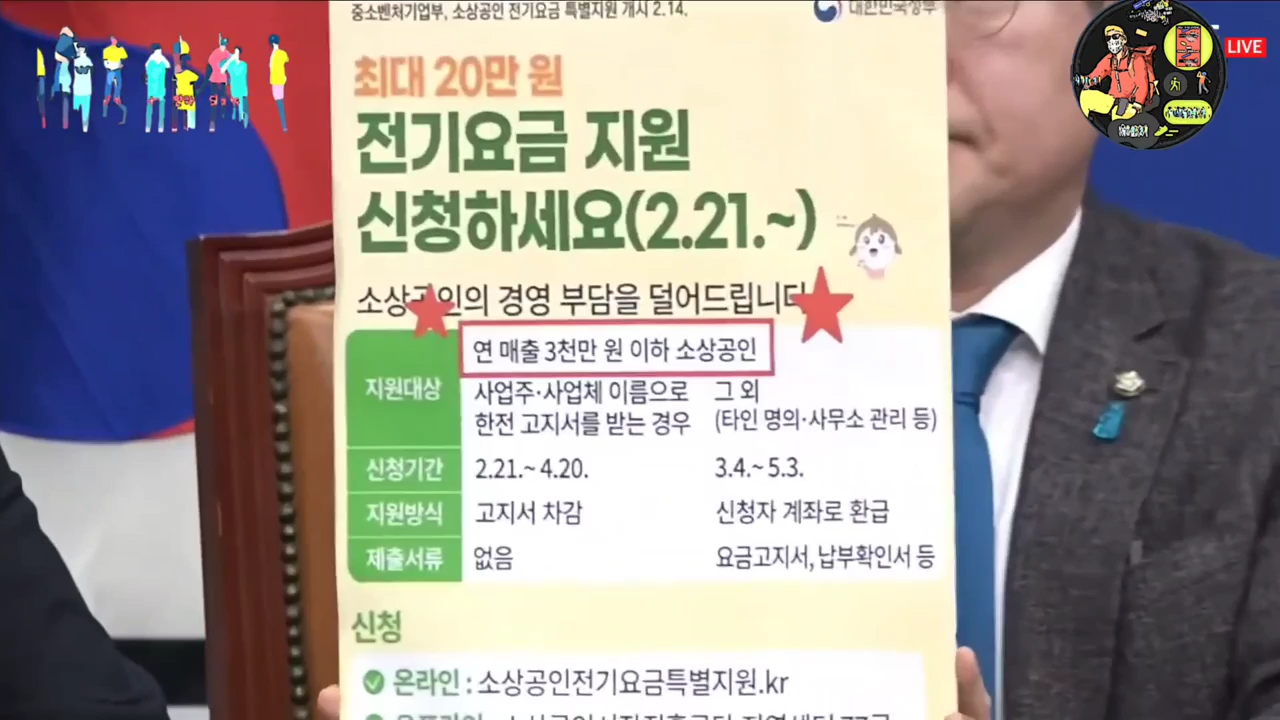 중소벤처기업부, 소상공인 전기요금 특별지원 개시 2.14.
대한민국정부
LIVE
최대 20만 원
전기요금 지원
신청하세요(2.21.~)
소상공인의 경영 부담을 덜어드립니다
지원대상
연 매출 3천만 원 이하 소상공인
사업주·사업체 이름으로 그 외
한전 고지서를 받는 경우 (타인 명의·사무소 관리 등)
신청기간 2.21.~ 4.20. 3.4.~ 5.3.
지원방식 고지서 차감 신청자 계좌로 환급
제출서류 없음 요금고지서, 납부확인서 등
신청
온라인 : 소상공인전기요금특별지원.kr